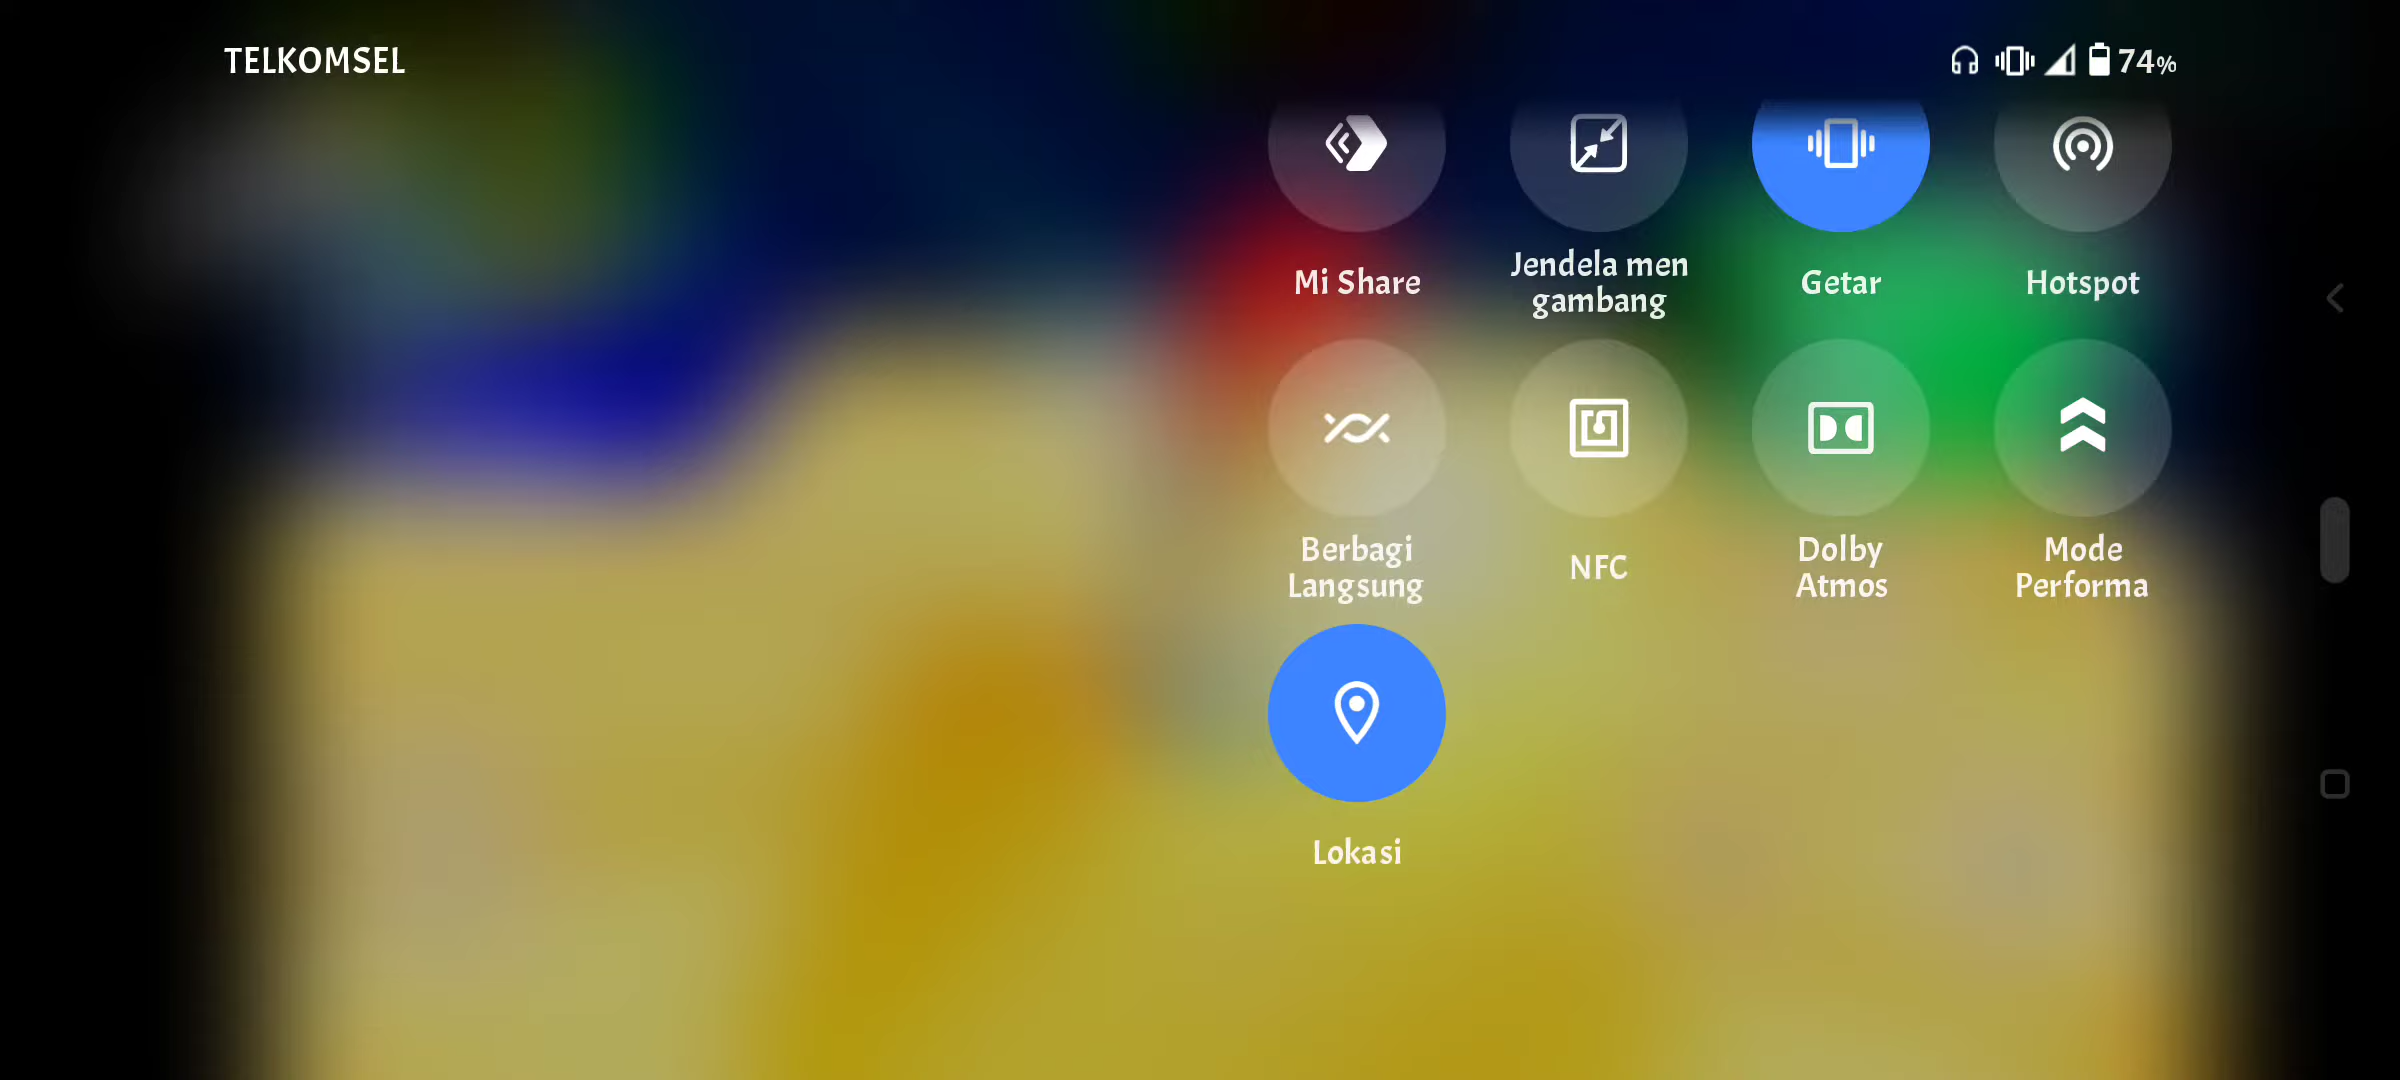 TELKOMSEL
74%
Mi Share
Jendela men
gambang
Getar
Hotspot
Berbagi
Langsung
NFC
Dolby
Atmos
Mode
Performa
Lokasi